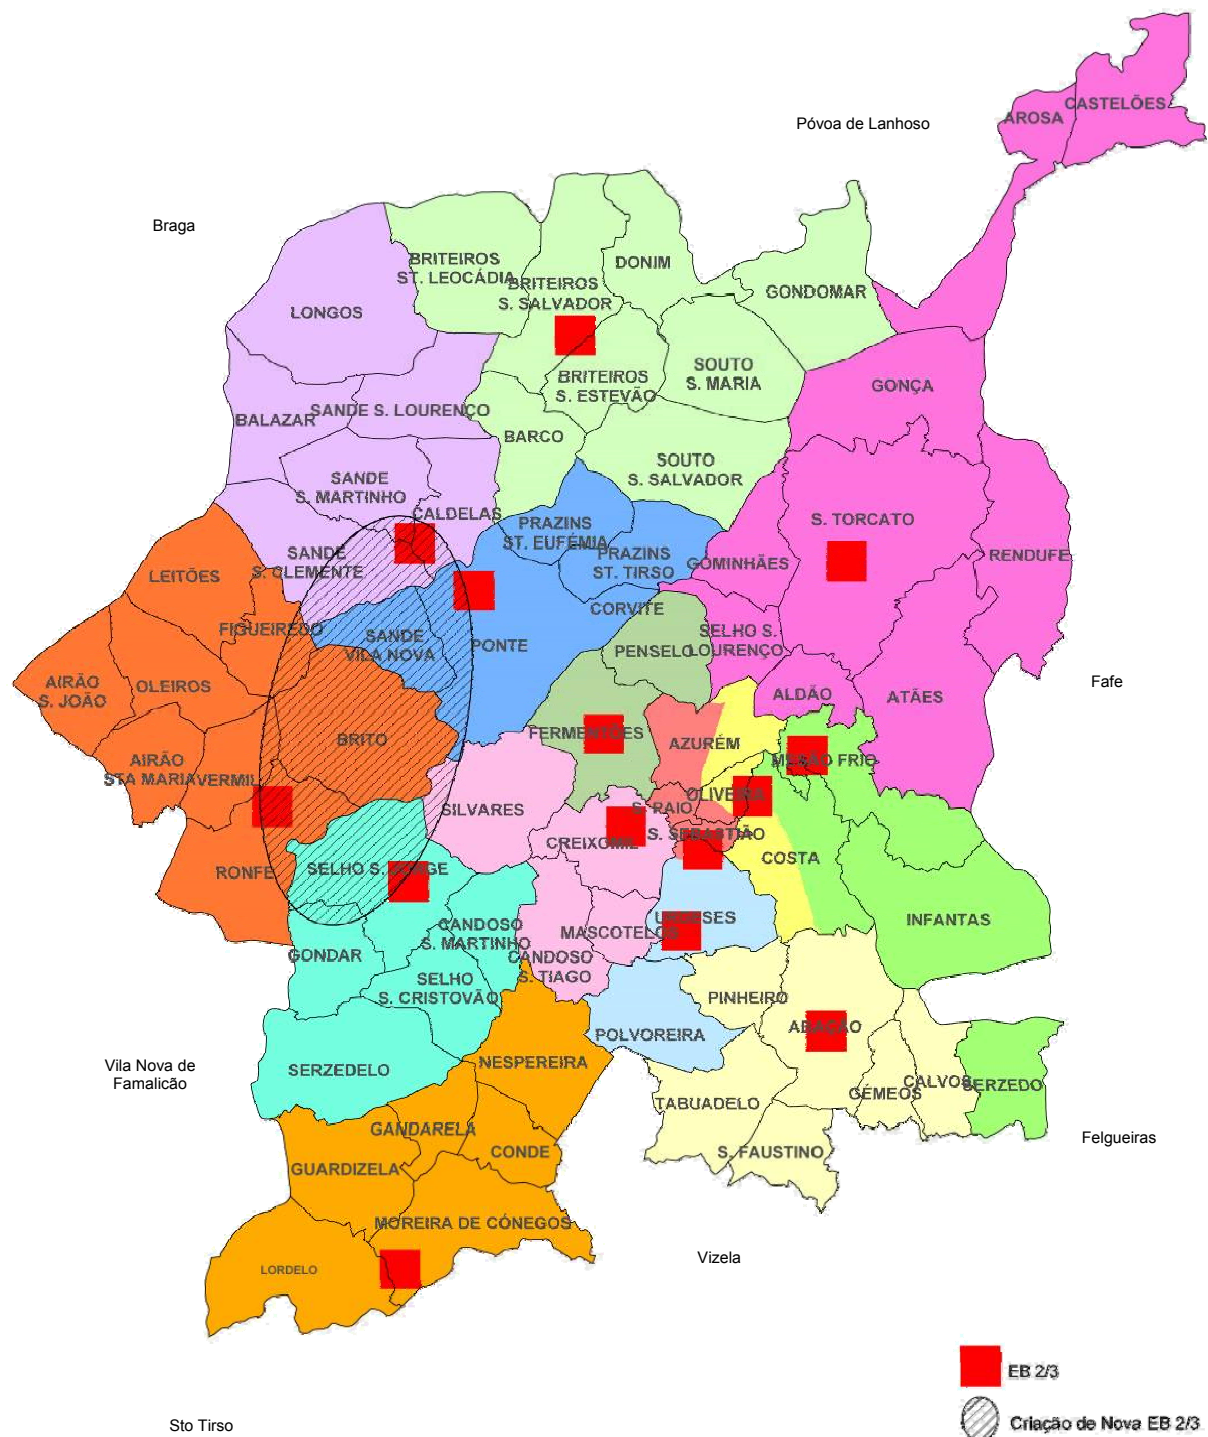 CASTELÕES
AROSA
Póvoa de Lanhoso
Braga
BRITEIROS
ST. LEOCÁDIA
DONIM
BRITEIROS
S. SALVADOR
GONDOMAR
LONGOS
SOUTO
S. MARIA
BRITEIROS
S. ESTEVÃO
GONÇA
SANDE S. LOURENÇO
BALAZAR
BARCO
SOUTO
S. SALVADOR
SANDE
S. MARTINHO
CALDELAS
PRAZINS
ST. EUFÉMIA
S. TORCATO
RENDUFE
SANDE
S. CLEMENTE
PRAZINS
ST. TIRSO
GOMINHÃES
LEITÕES
CORVITE
FIGUEIREDO
SANDE
VILA NOVA
PONTE
PENSELO
SELHO S.
LOURENÇO
AIRÃO
S. JOÃO
OLEIROS
ALDÃO
ATÃES
Fafe
BRITO
FERMENTÕES
AZURÉM
MESÃO FRIO
AIRÃO
STA MARIA
VERMIL
OLIVEIRA
SILVARES
S. PAIO
S. SEBASTIÃO
CREIXOMIL
COSTA
RONFE
SELHO S. JORGE
INFANTAS
CANDOSO
S. MARTINHO
MASCOTELOS
URGESES
GONDAR
CANDOSO
S. TIAGO
SELHO
S. CRISTOVÃO
PINHEIRO
ABAÇÃO
POLVOREIRA
Vila Nova de
Famalicão
SERZEDELO
NESPEREIRA
GÉMEOS
CALVOS
SERZEDO
TABUADELO
GANDARELA
CONDE
S. FAUSTINO
Felgueiras
GUARDIZELA
MOREIRA DE CÓNEGOS
LORDELO
Vizela
EB 2/3
Sto Tirso
Criação de Nova EB 2/3